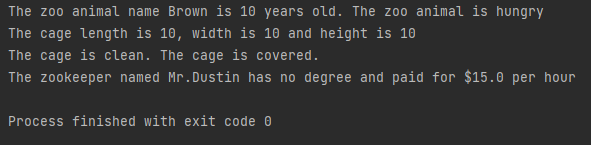 The zoo animal name Brown is 10 years old. The zoo animal is hungry
The cage length is 10, width is 10 and height is 10
The cage is clean. The cage is covered.
The zookeeper named Mr.Dustin has no degree and paid for $15.0 per hour
Process finished with exit code 0